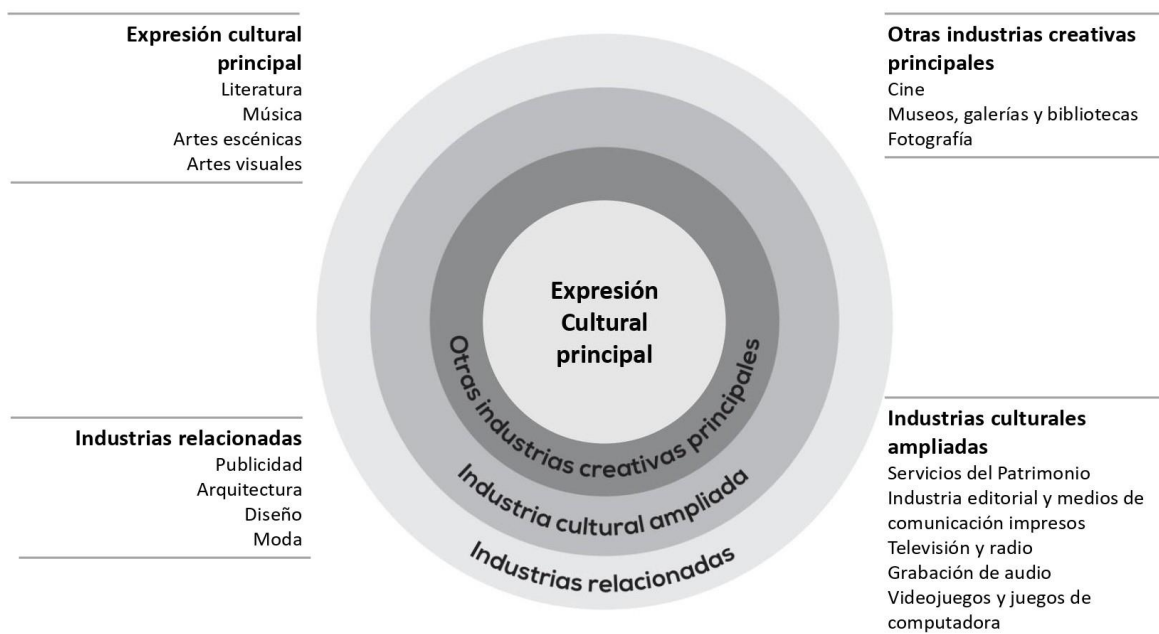 Expresión cultural
principal
Literatura
Música
Artes escénicas
Artes visuales
Otras industrias creativas
principales
Cine
Museos, galerías y bibliotecas
Fotografía
Expresión
Cultural
principal
Otras industrias creativas principales
Industria cultural ampliada
Industrias relacionadas
Industrias relacionadas
Publicidad
Arquitectura
Diseño
Moda
Industrias culturales
ampliadas
Servicios del Patrimonio
Industria editorial y medios de
comunicación impresos
Televisión y radio
Grabación de audio
Videojuegos y juegos de
computadora